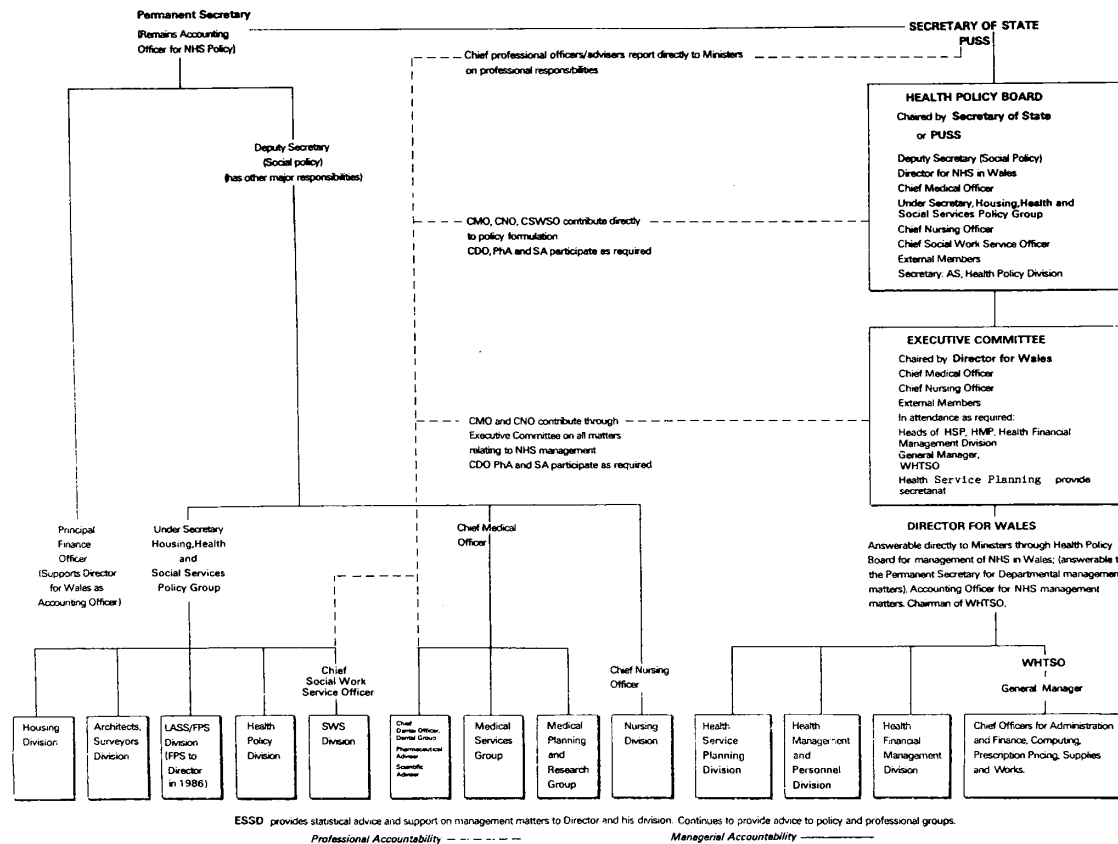 Permanent Secretary
(Remains Accounting
Officer for NHS Policy)
SECRETARY OF STATE
PUSS
Chief professional officers/advisers report directly to Ministers
on professional responsibilities
HEALTH POLICY BOARD
Chaired by Secretary of State
or PUSS
Deputy Secretary (Social Policy)
Director for NHS in Wales
Chief Medical Officer
Under Secretary, Housing, Health and
Social Services Policy Group
Chief Nursing Officer
Chief Social Work Service Officer
External Members
Secretary: AS, Health Policy Division
Deputy Secretary
(Social policy)
(has other major responsibilities)
CMO, CNO, CSWSO contribute directly
to policy formulation
CDO, PhA and SA participate as required
EXECUTIVE COMMITTEE
Chaired by Director for Wales
Chief Medical Officer
Chief Nursing Officer
External Members
In attendance as required:
Heads of HSP, HMP, Health Financial
Management Division
General Manager,
WHTSO
Health Service Planning provide
secretariat
CMO and CNO contribute through
Executive Committee on all matters
relating to NHS management
CDO PhA and SA participate as required
Principal
Finance
Officer
(Supports Director
for Wales as
Accounting Officer)
Under Secretary
Housing, Health
and
Social Services
Policy Group
Chief Medical
Officer
DIRECTOR FOR WALES
Answerable directly to Ministers through Health Policy
Board for management of NHS in Wales; (answerable t
the Permanent Secretary for Departmental management
matters). Accounting Officer for NHS management
matters. Chairman of WHTSO.
Chief
Social Work
Service Officer
Chief Nursing
Officer
WHTSO
General Manager
Housing
Division
Architects,
Surveyors
Division
LASS/FPS
Division
(FPS to
Director
in 1986)
Health
Policy
Division
SWS
Division
Chief
Dental Officer,
Dental Group
Pharmaceutical
Adviser
Scientific
Adviser
Medical
Services
Group
Medical
Planning
and
Research
Group
Nursing
Division
Health
Service
Planning
Division
Health
Management
and
Personnel
Division
Health
Financial
Management
Division
Chief Officers for Administration
and Finance, Computing,
Prescription Pricing, Supplies
and Works.
ESSD provides statistical advice and support on management matters to Director and his division. Continues to provide advice to policy and professional groups.
Professional Accountability
Managerial Accountability